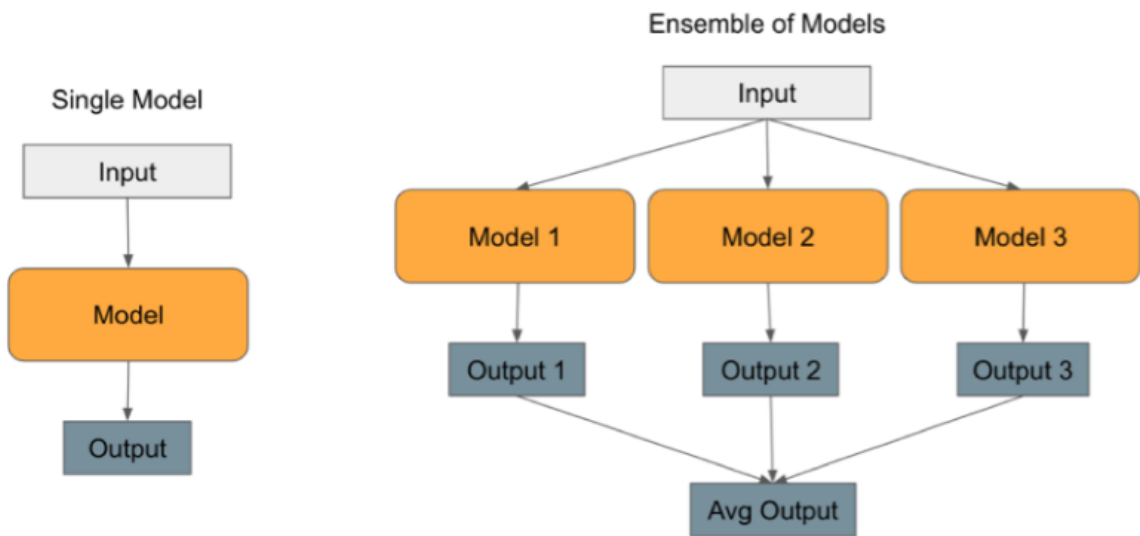 Single Model
Input
Model
Output
Ensemble of Models
Input
Model 1
Model 2
Model 3
Output 1
Output 2
Output 3
Avg Output